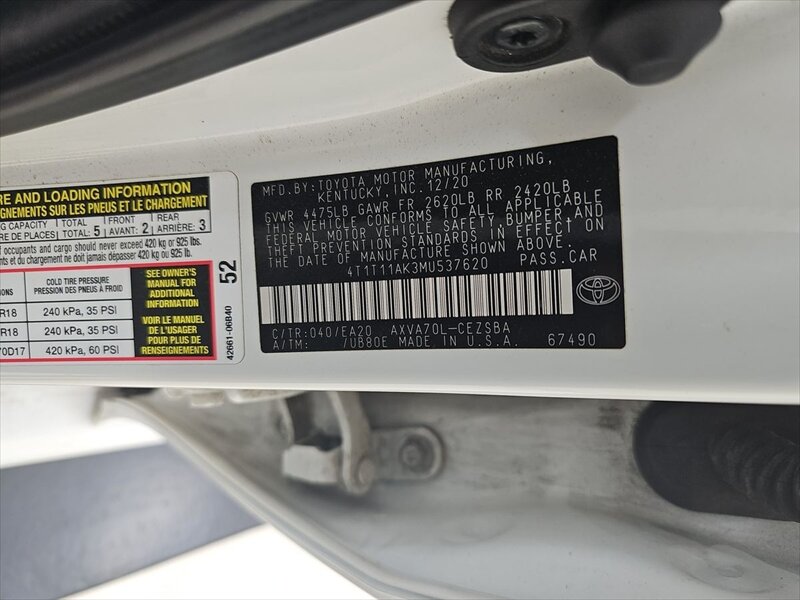 RE AND LOADING INFORMATION
GNEMENTS SUR LES PNEUS ET LE CHARGEMENT
G CAPACITY TOTAL 5 FRONT 2 REAR 3
RE DE PLACES TOTAL: AVANT: ARRIÈRE:
occupants and cargo should never exceed 420 kg or 925 lbs.
t de chargement ne doit jamais dépasser 420 kg ou 925 lb.
IONS
COLD TIRE PRESSURE
PRESSION DES PNEUS À FROID
R18 240 kPa, 35 PSI
R18 240 kPa, 35 PSI
70D17 420 kPa, 60 PSI
SEE OWNER'S
MANUAL FOR
ADDITIONAL
INFORMATION
VOIR LE MANUEL
DE L'USAGER
POUR PLUS DE
RENSEIGNEMENTS
52
42661-06B40
MFD.BY: TOYOTA MOTOR MANUFACTURING,
KENTUCKY, INC. 12/20
GVWR 4475LB GAWR FR 2620LB RR 2420LB
THIS VEHICLE CONFORMS TO ALL APPLICABLE
FEDERAL MOTOR VEHICLE SAFETY, BUMPER, AND
THEFT PREVENTION STANDARDS IN EFFECT ON
THE DATE OF MANUFACTURE SHOWN ABOVE.
4T1T11AK3MU537620 PASS.CAR
C/TR:040/EA20 AXVA70L-CEZSBA
A/TM: /UB80E MADE IN U.S.A. 67490